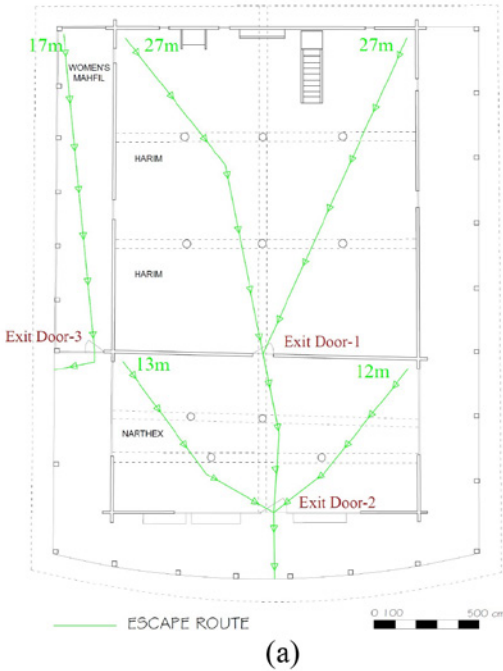 17m
27m
27m
WOMEN'S
MAHFIL
HARIM
HARIM
Exit Door-3
Exit Door-1
13m
12m
NARTHEX
Exit Door-2
ESCAPE ROUTE
0 100
500 cm
(a)